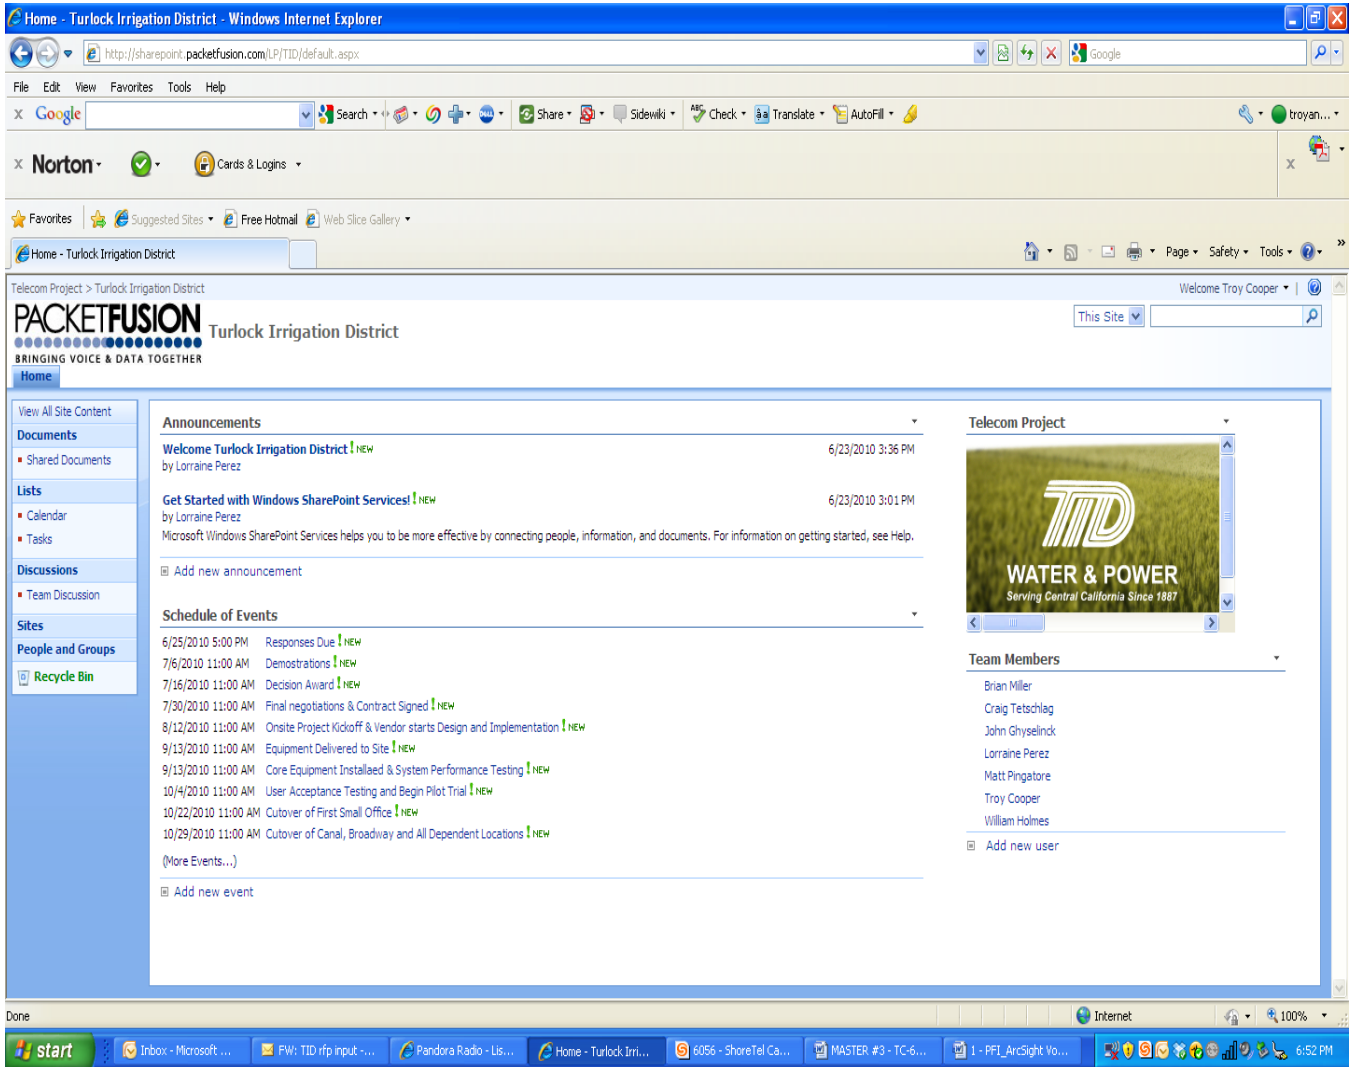 Home - Turlock Irrigation District - Windows Internet Explorer
http://sharepoint.packetfusion.com/LP/TID/default.aspx
Google
File Edit View Favorites Tools Help
x Google Search Share Sidewiki Check Translate AutoFill troyan...
x Norton Cards & Logins x
Favorites Suggested Sites Free Hotmail Web Slice Gallery
Home - Turlock Irrigation District
Page Safety Tools
Telecom Project > Turlock Irrigation District
Welcome Troy Cooper
PACKETFUSION
BRINGING VOICE & DATA TOGETHER
Turlock Irrigation District
This Site
Home
View All Site Content
Documents
Shared Documents
Lists
Calendar
Tasks
Discussions
Team Discussion
Sites
People and Groups
Recycle Bin
Announcements
Welcome Turlock Irrigation District ! NEW 6/23/2010 3:36 PM
by Lorraine Perez
Get Started with Windows SharePoint Services! ! NEW 6/23/2010 3:01 PM
by Lorraine Perez
Microsoft Windows SharePoint Services helps you to be more effective by connecting people, information, and documents. For information on getting started, see Help.
Add new announcement
Schedule of Events
6/25/2010 5:00 PM Responses Due ! NEW
7/6/2010 11:00 AM Demostrations ! NEW
7/16/2010 11:00 AM Decision Award ! NEW
7/30/2010 11:00 AM Final negotiations & Contract Signed ! NEW
8/12/2010 11:00 AM Onsite Project Kickoff & Vendor starts Design and Implementation ! NEW
9/13/2010 11:00 AM Equipment Delivered to Site ! NEW
9/13/2010 11:00 AM Core Equipment Installaed & System Performance Testing ! NEW
10/4/2010 11:00 AM User Acceptance Testing and Begin Pilot Trial ! NEW
10/22/2010 11:00 AM Cutover of First Small Office ! NEW
10/29/2010 11:00 AM Cutover of Canal, Broadway and All Dependent Locations ! NEW
(More Events...)
Add new event
Telecom Project
TID
WATER & POWER
Serving Central California Since 1887
Team Members
Brian Miller
Craig Tetschlag
John Ghyselinck
Lorraine Perez
Matt Pingatore
Troy Cooper
William Holmes
Add new user
Done
Internet
100%
start
Inbox - Microsoft ...
FW: TID rfp input -...
Pandora Radio - Lis...
Home - Turlock Irri...
6056 - ShoreTel Ca...
MASTER #3 - TC-6...
1 - PFI_ArcSight Vo...
6:52 PM